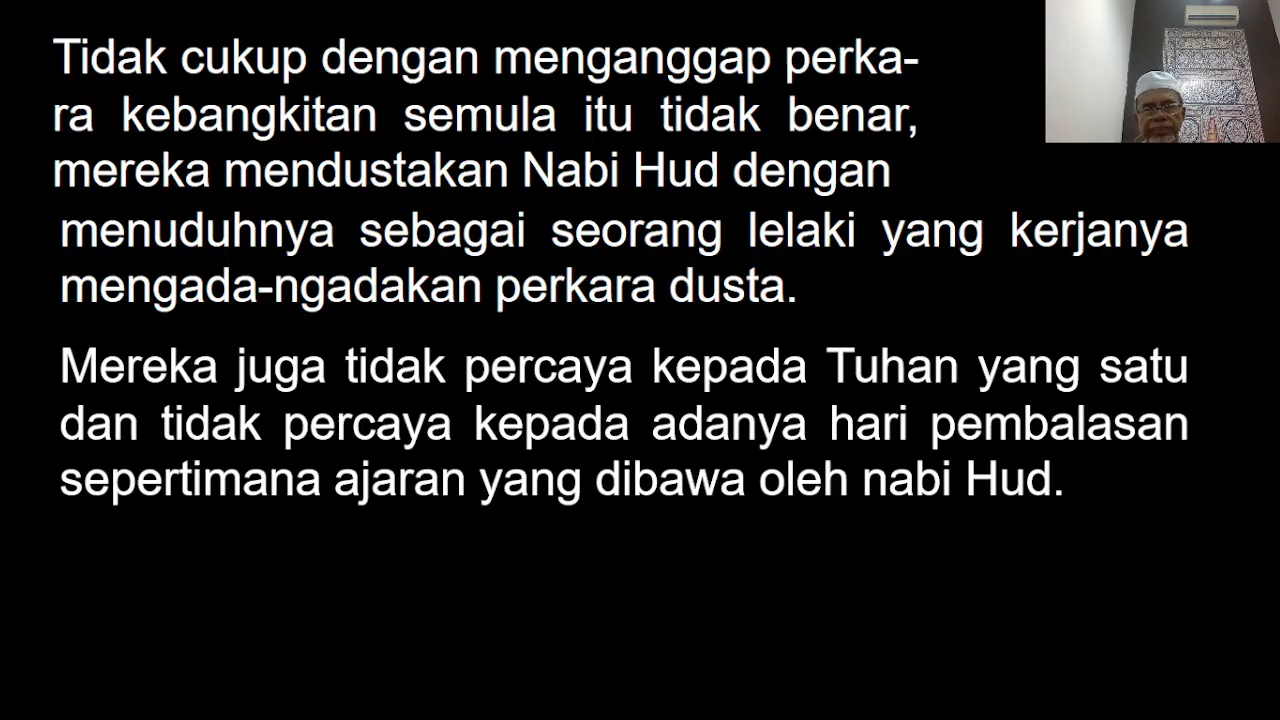 Tidak cukup dengan menganggap perka-
ra kebangkitan semula itu tidak benar,
mereka mendustakan Nabi Hud dengan
menuduhnya sebagai seorang lelaki yang kerjanya
mengada-ngadakan perkara dusta.
Mereka juga tidak percaya kepada Tuhan yang satu
dan tidak percaya kepada adanya hari pembalasan
sepertimana ajaran yang dibawa oleh nabi Hud.